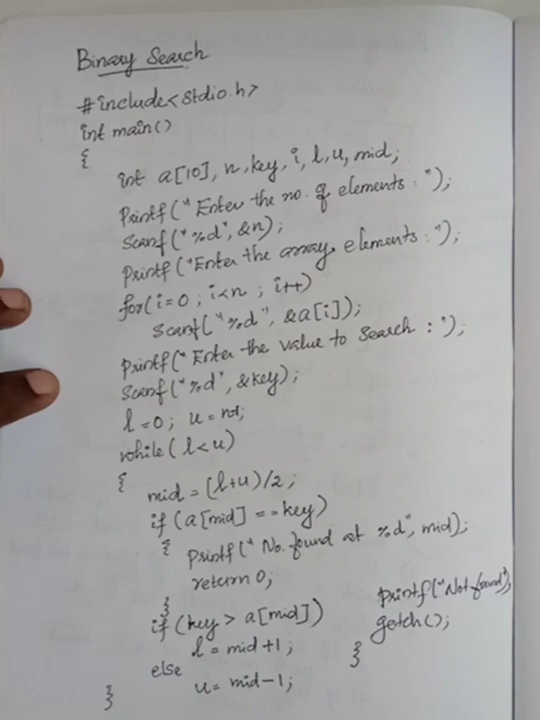 Binary Search
#include<stdio.h>
int main()
{
int a[10], n, key, i, l, u, mid;
Printf("Enter the no. of elements : ");
Scanf("%d", &n);
Printf("Enter the array elements : ");
for(i=0 ; i<n ; i++)
Scanf("%d", &a[i]);
Printf("Enter the value to Search : ");
Scanf("%d", &key);
l=0; u=n-1;
while(l<u)
{
mid = (l+u)/2;
if (a[mid] == key)
{ Printf("No. found at %d", mid);
return 0;
}
if (key > a[mid])
l = mid+1;
else
u = mid-1;
}
Printf("Not found");
getch();
}